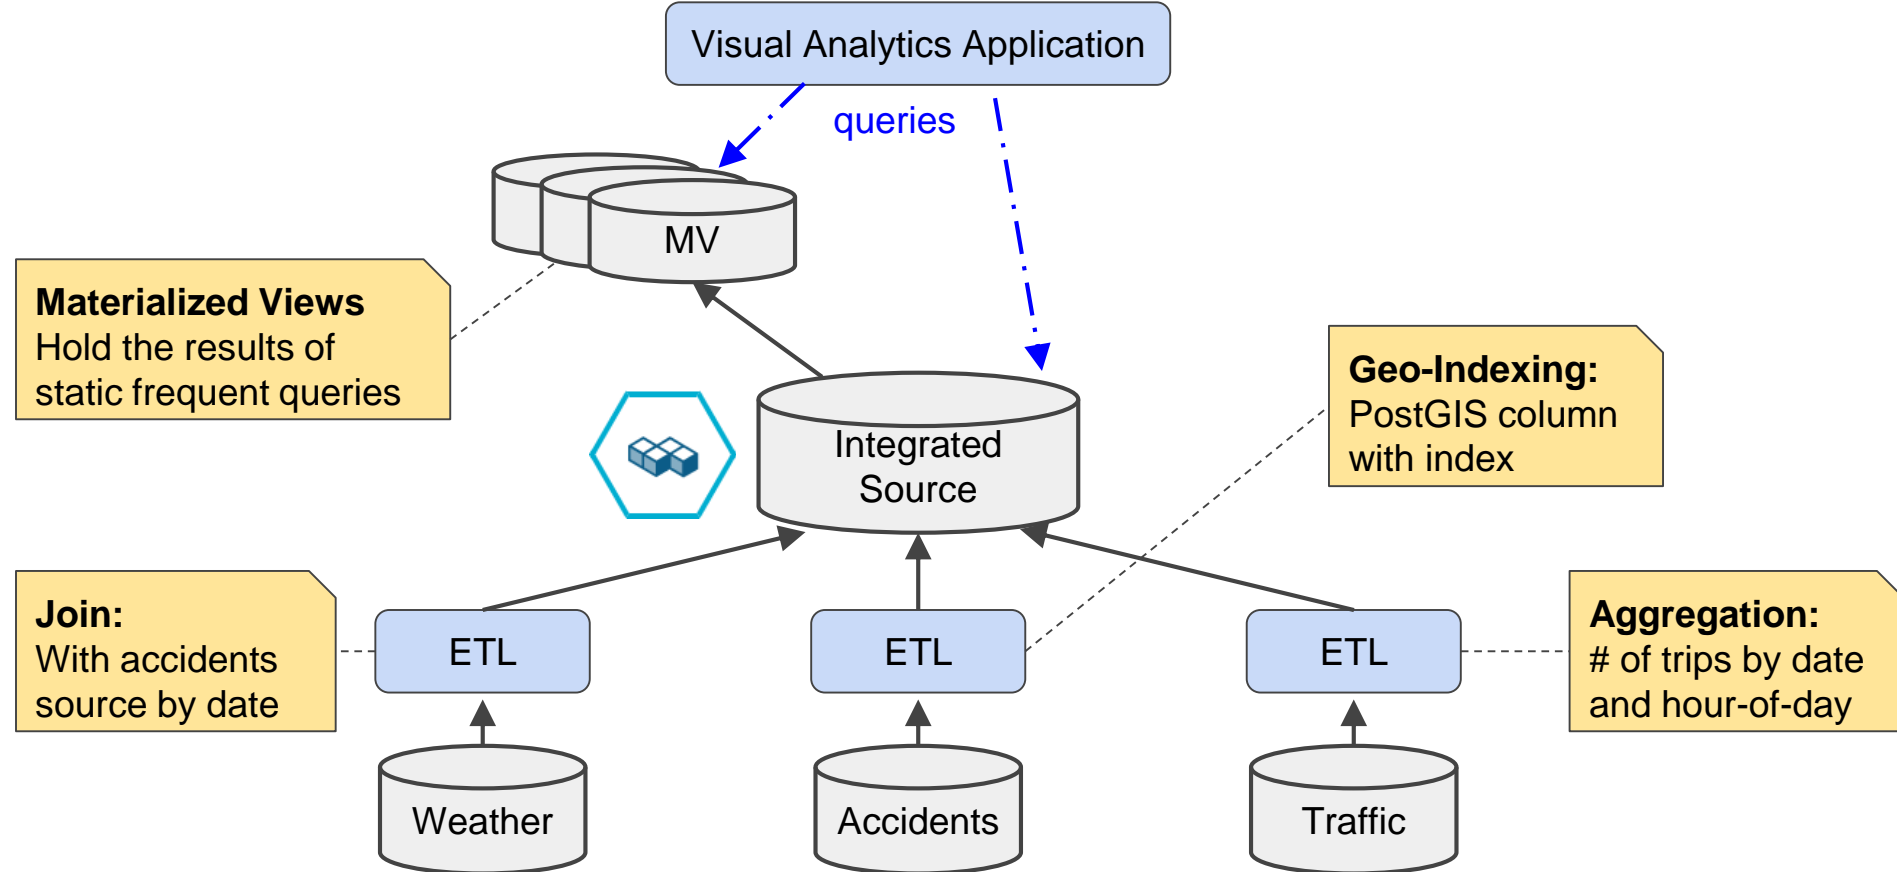 Visual Analytics Application
queries
MV
Materialized Views
Hold the results of
static frequent queries
Geo-Indexing:
PostGIS column
with index
Integrated
Source
Join:
With accidents
source by date
ETL
ETL
ETL
Aggregation:
# of trips by date
and hour-of-day
Weather
Accidents
Traffic